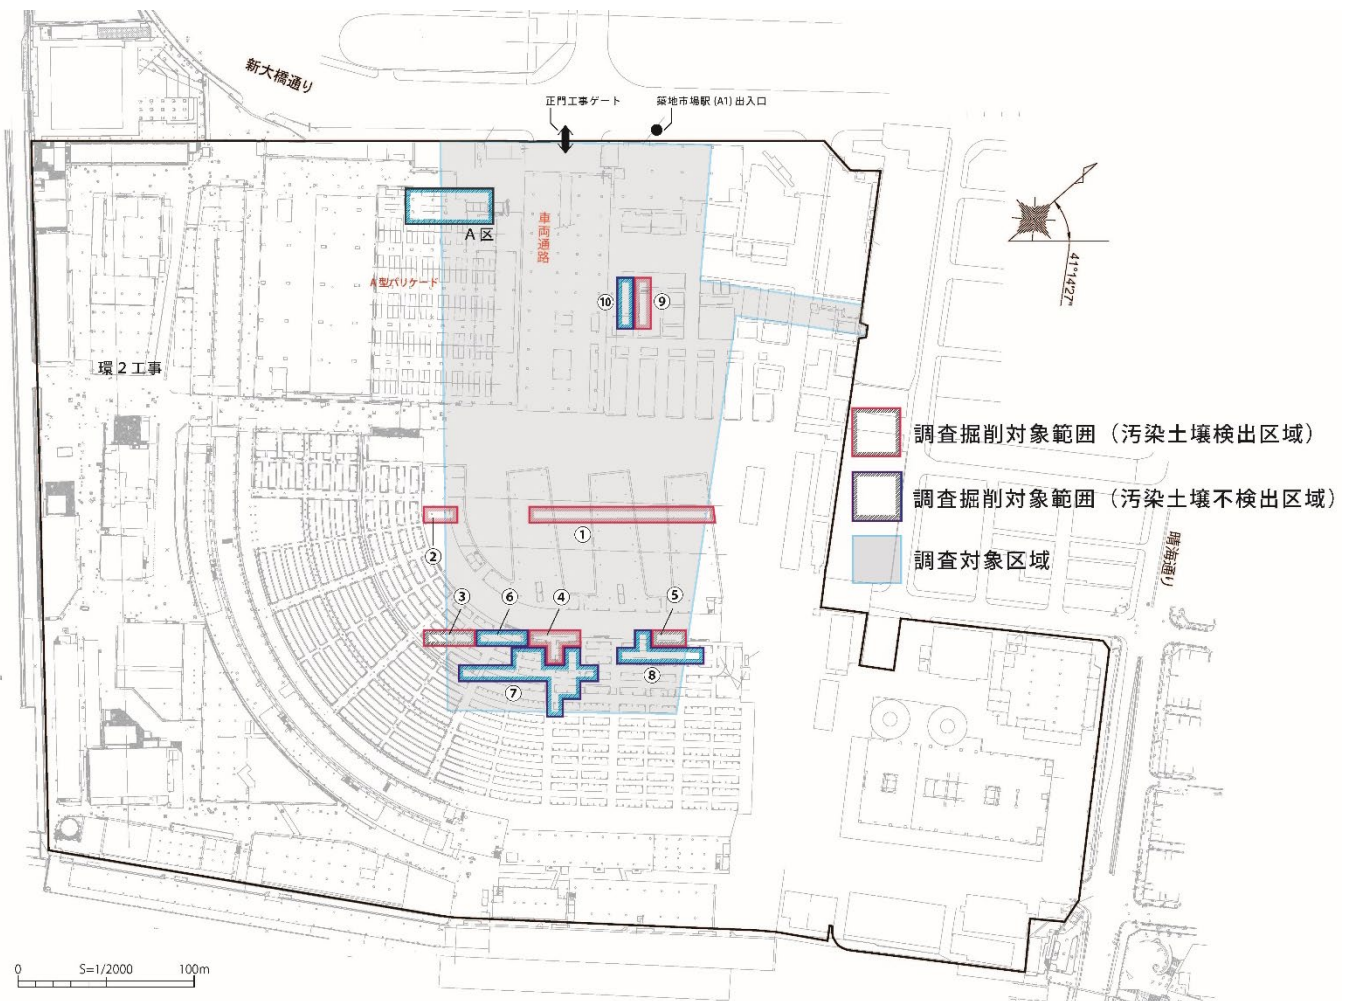 新大橋通り
正門工事ゲート
築地市場駅 (A1) 出入口
A区
車両通路
A型バリケード
41°14'27"
⑩
⑨
環2工事
調査掘削対象範囲（汚染土壌検出区域）
調査掘削対象範囲（汚染土壌不検出区域）
調査対象区域
①
②
晴海通り
③
⑥
④
⑤
⑦
⑧
0 S=1/2000 100m